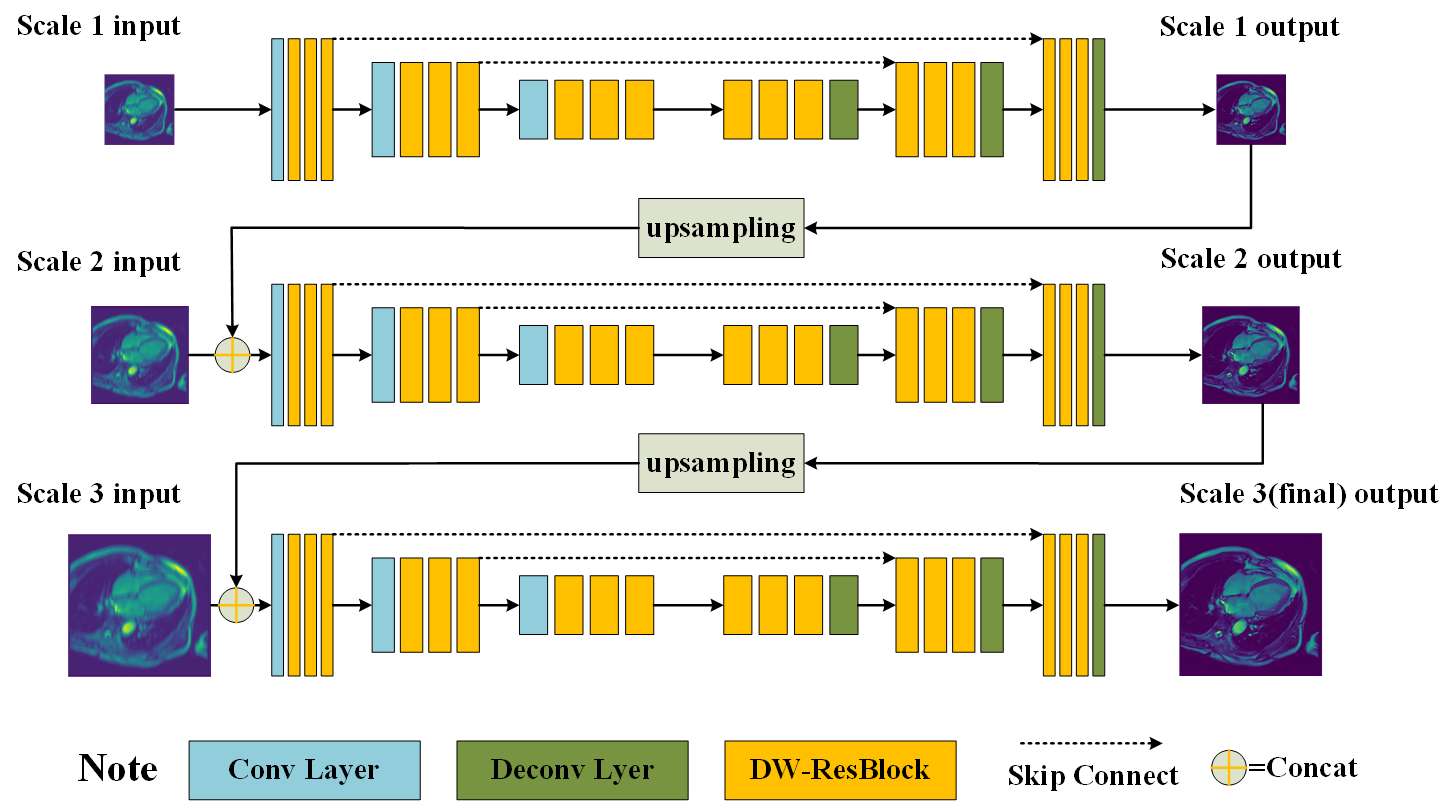 Scale 1 input
Scale 1 output
upsampling
Scale 2 input
Scale 2 output
upsampling
Scale 3 input
Scale 3(final) output
Note
Conv Layer
Deconv Lyer
DW-ResBlock
Skip Connect
=Concat